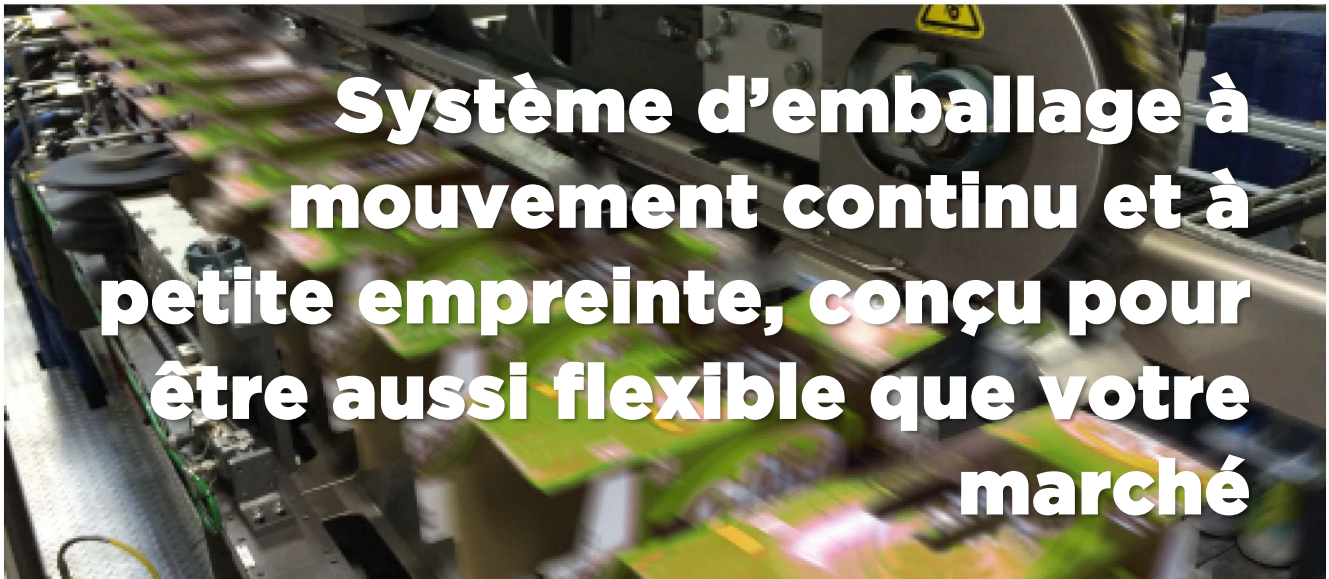 Système d’emballage à
mouvement continu et à
petite empreinte, conçu pour
être aussi flexible que votre
marché